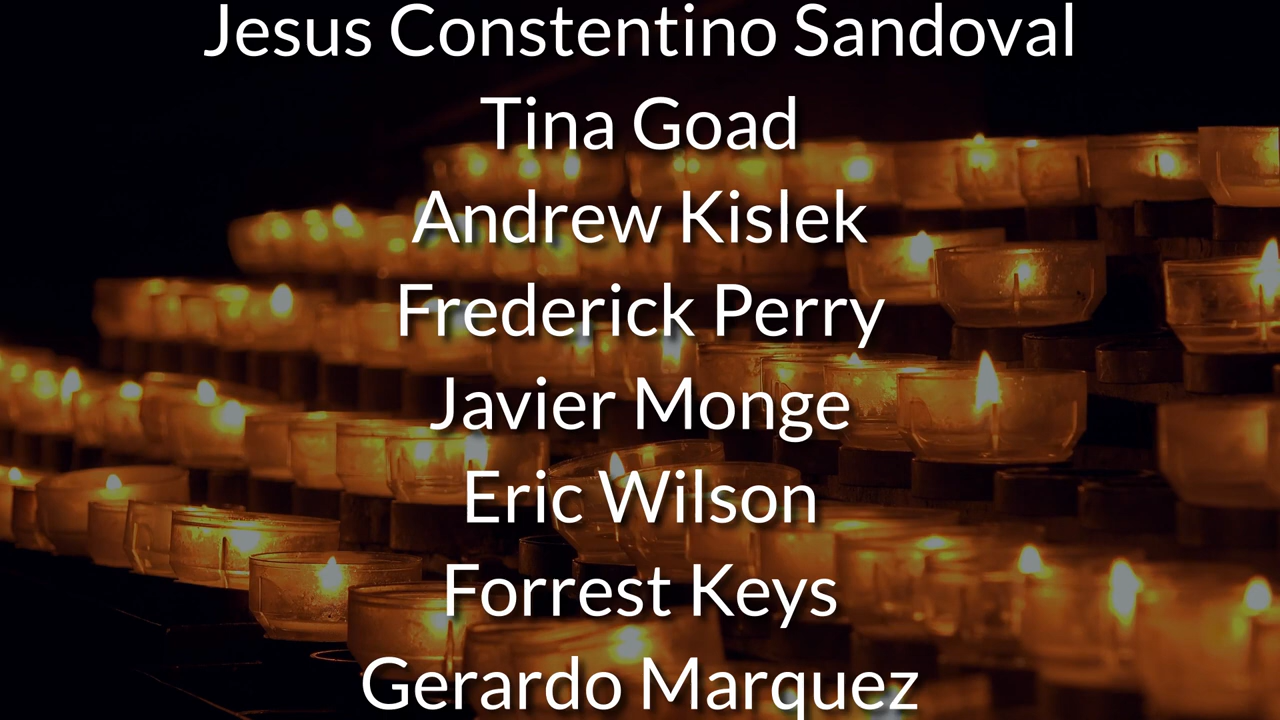 Jesus Constentino Sandoval
Tina Goad
Andrew Kislek
Frederick Perry
Javier Monge
Eric Wilson
Forrest Keys
Gerardo Marquez